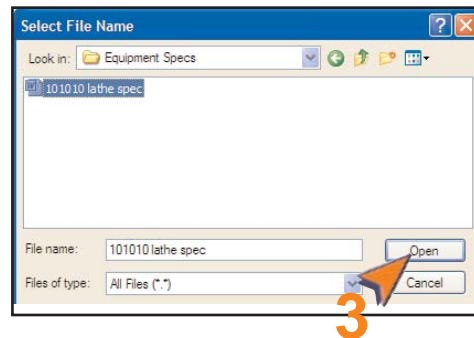 Select File Name
Look in: Equipment Specs
101010 lathe spec
File name: 101010 lathe spec Open
Files of type: All Files (*.*) Cancel
3